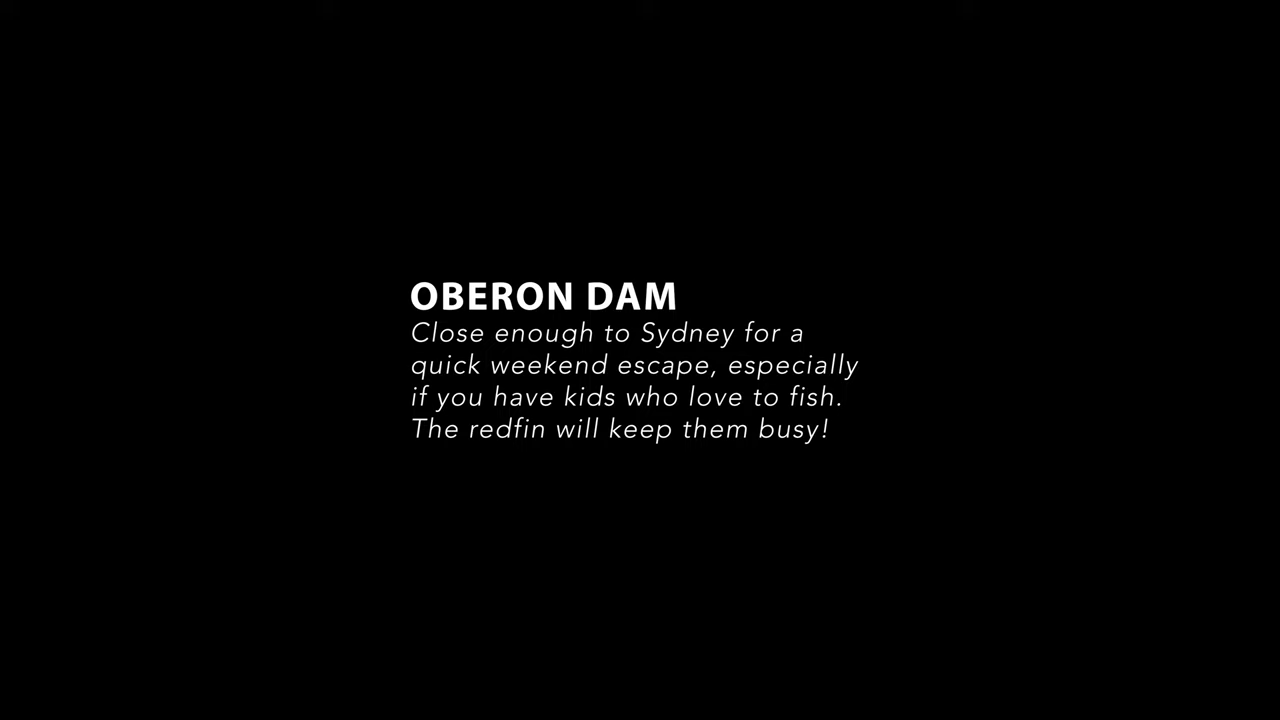 OBERON DAM
Close enough to Sydney for a
quick weekend escape, especially
if you have kids who love to fish.
The redfin will keep them busy!